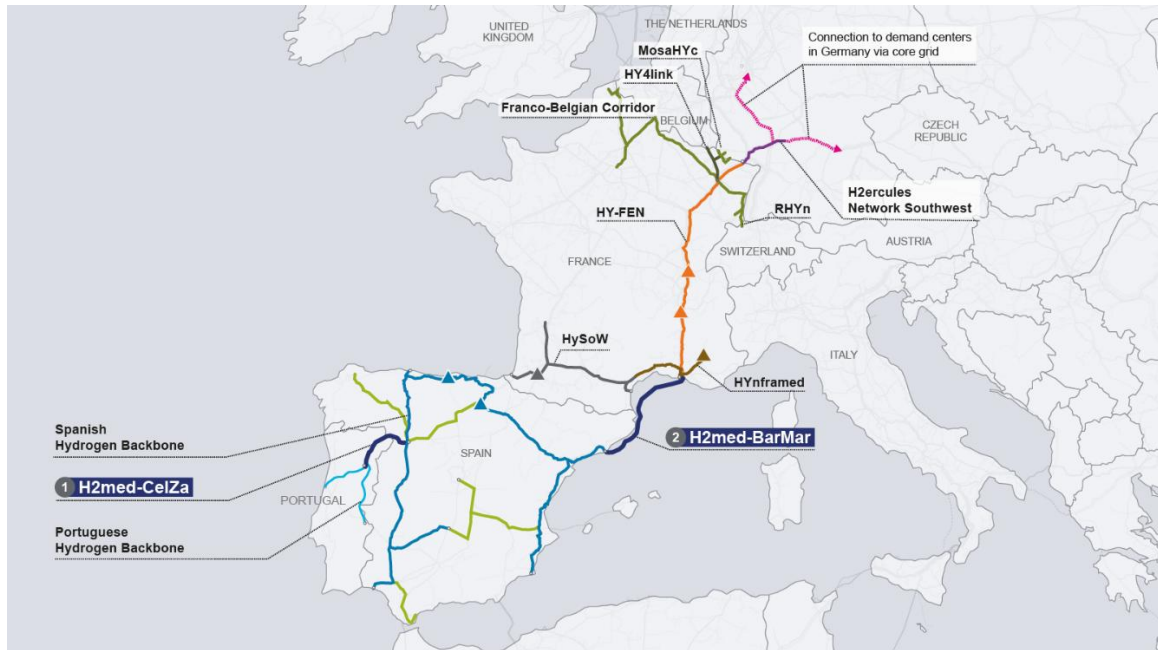 UNITED
KINGDOM
THE NETHERLANDS
MosaHYc
HY4link
Franco-Belgian Corridor
BELGIUM
Connection to demand centers
in Germany via core grid
CZECH
REPUBLIC
H2ercules
Network Southwest
RHYn
HY-FEN
SWITZERLAND
AUSTRIA
FRANCE
HySoW
ITALY
HYnframed
Spanish
Hydrogen Backbone
SPAIN
2 H2med-BarMar
1 H2med-CelZa
PORTUGAL
Portuguese
Hydrogen Backbone